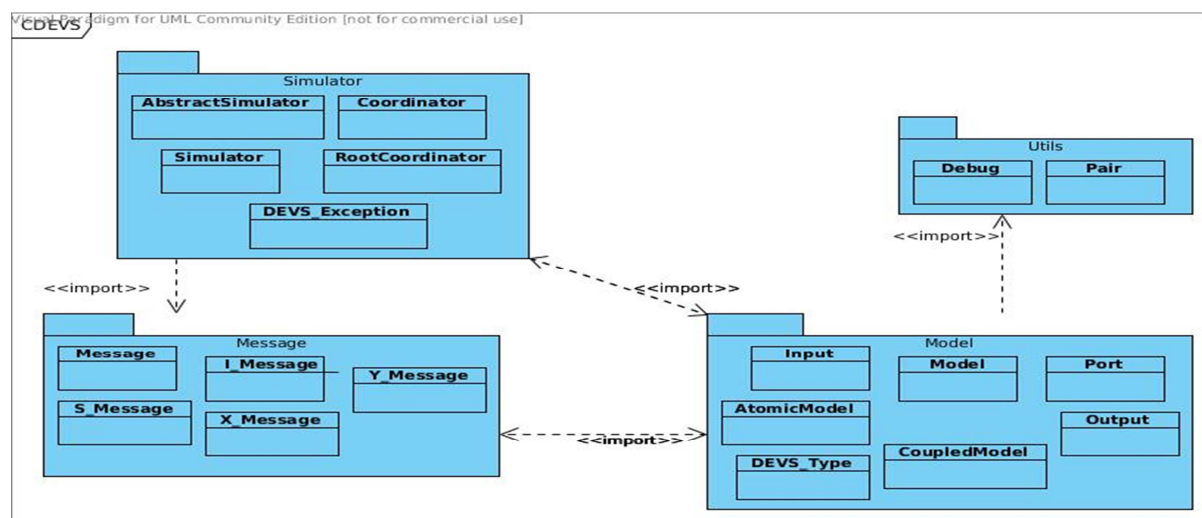 Visual Paradigm for UML Community Edition [not for commercial use]
CDEVS
Simulator
AbstractSimulator
Coordinator
Simulator
RootCoordinator
DEVS_Exception
Utils
Debug
Pair
<<import>>
<<import>>
<<import>>
Message
Message
I_Message
Y_Message
S_Message
X_Message
<<import>>
Model
Input
Model
Port
AtomicModel
Output
DEVS_Type
CoupledModel